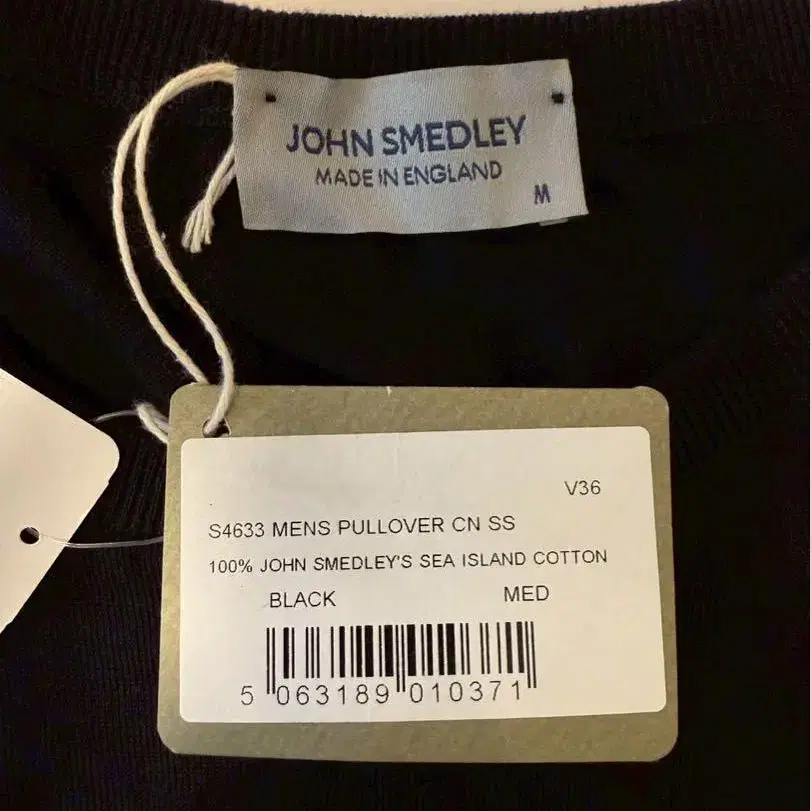 JOHN SMEDLEY
MADE IN ENGLAND
M
V36
S4633 MENS PULLOVER CN SS
100% JOHN SMEDLEY'S SEA ISLAND COTTON
BLACK MED
5 063189 010371